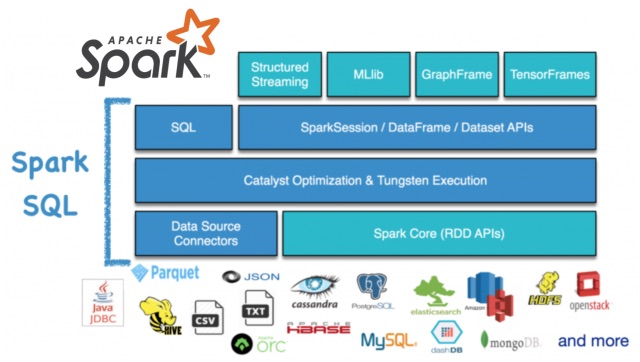 APACHE
Spark™
Structured
Streaming
MLlib
GraphFrame
TensorFrames
Spark
SQL
SQL
SparkSession / DataFrame / Dataset APIs
Catalyst Optimization & Tungsten Execution
Data Source
Connectors
Spark Core (RDD APIs)
Parquet
JSON
Java
JDBC
HIVE
CSV
TXT
cassandra
PostgreSQL
elasticsearch
Amazon
HDFS
openstack
orc
APACHE
HBASE
MySQL
dashDB
mongoDB
and more